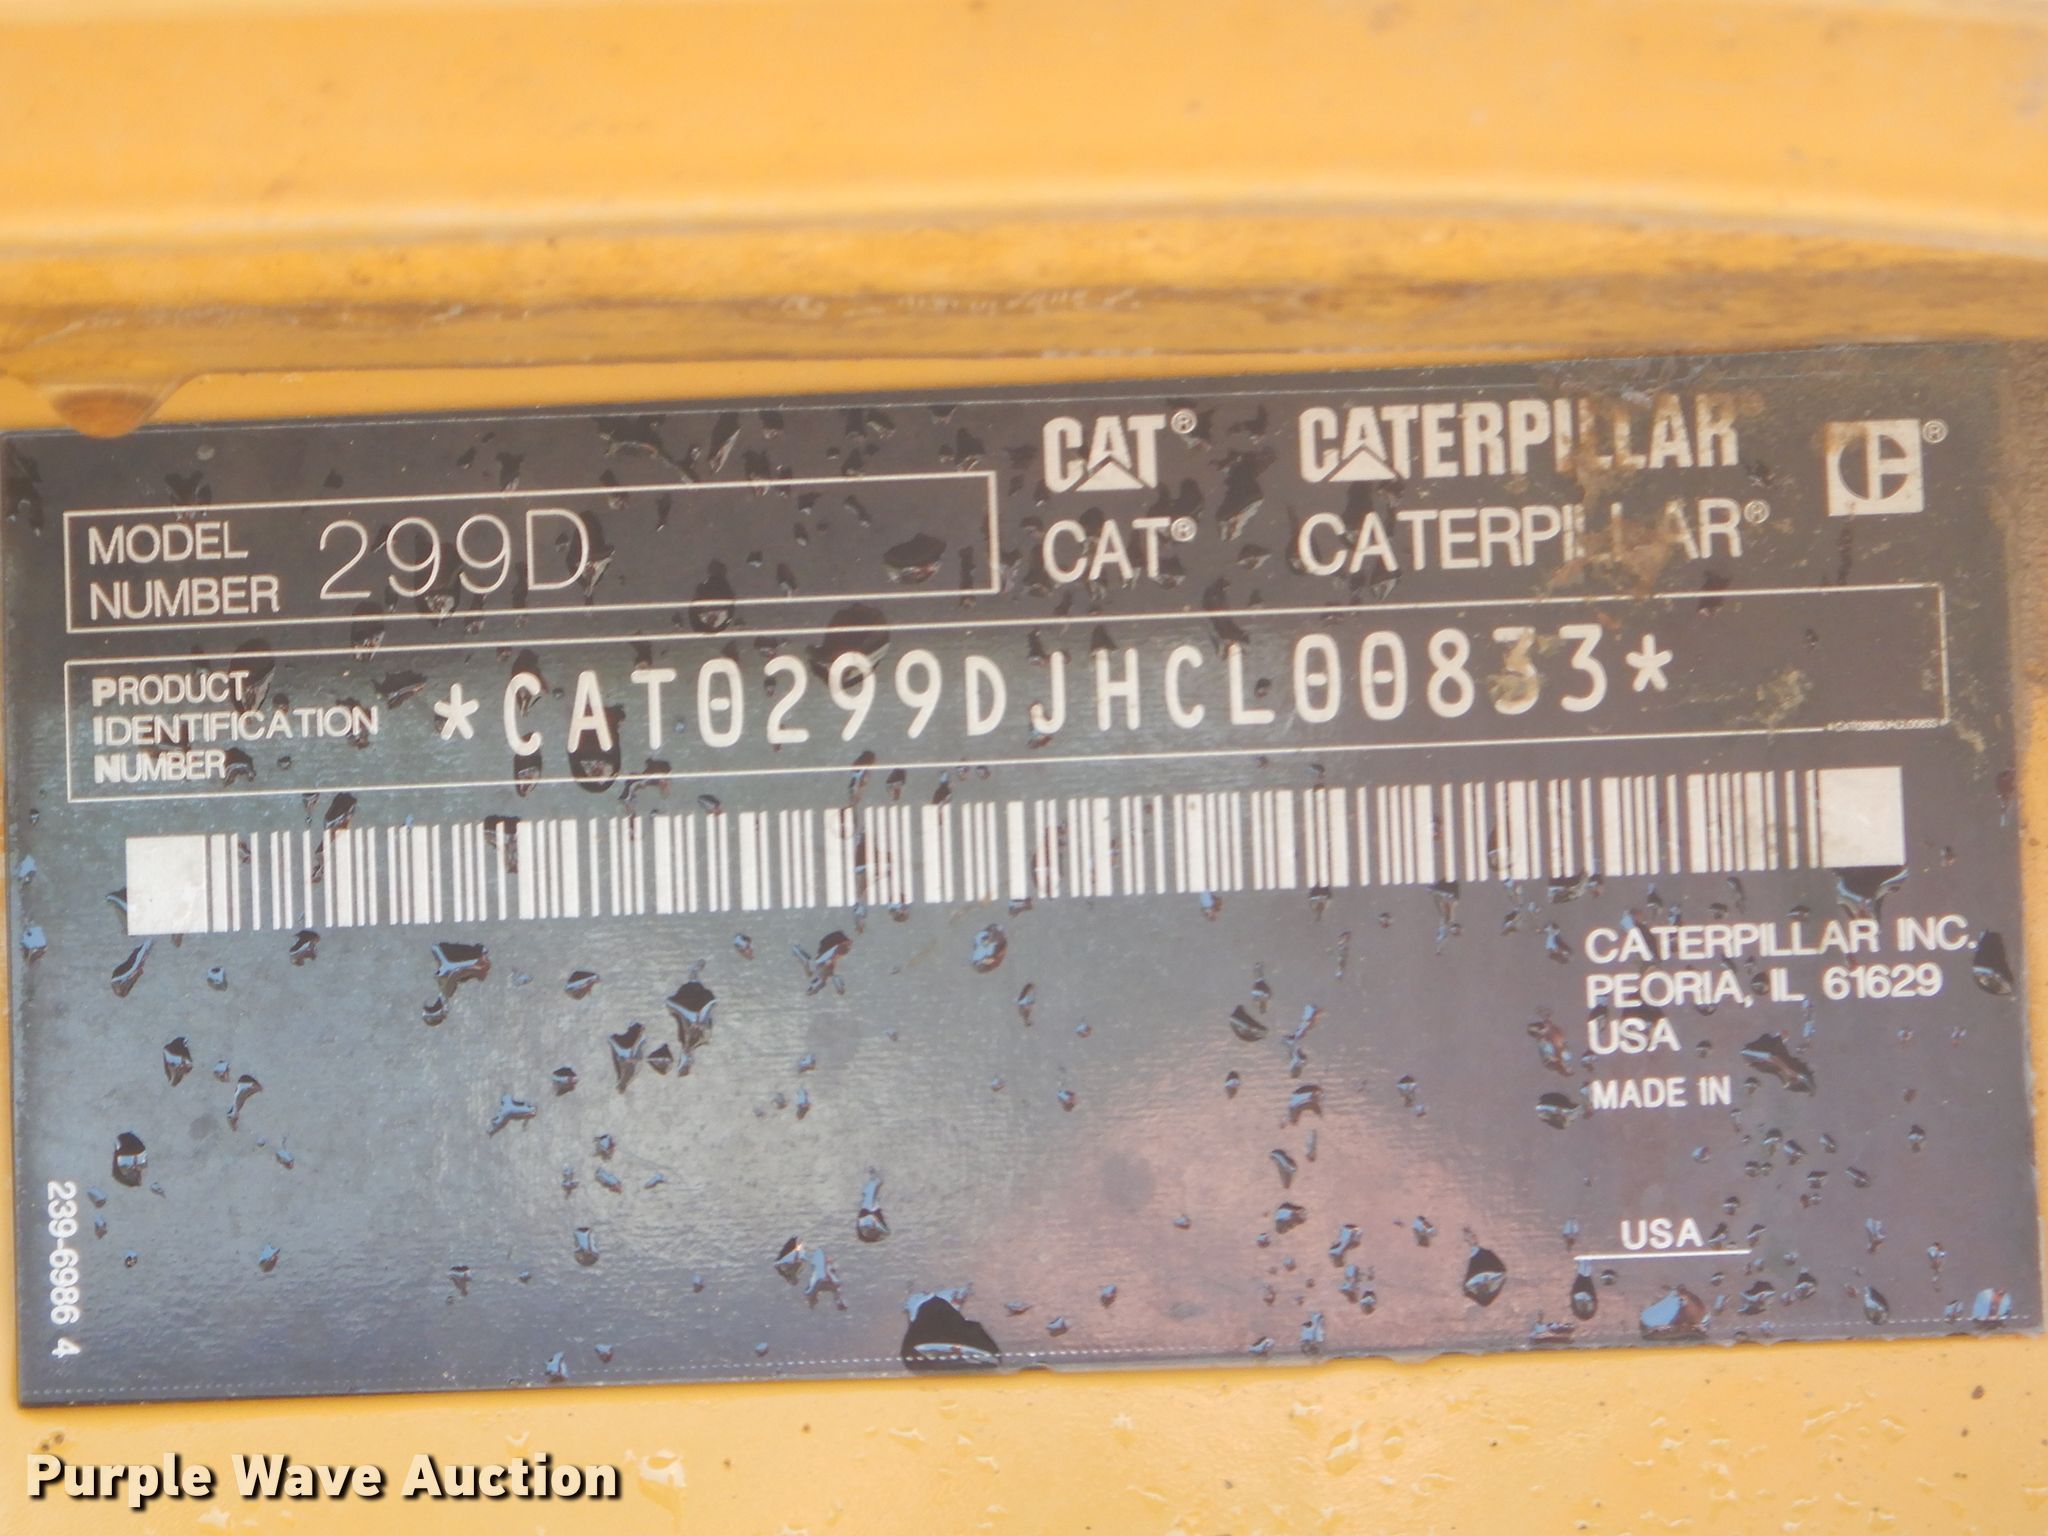 CAT® CATERPILLAR ®
MODEL NUMBER 299D
CAT® CATERPILLAR®
PRODUCT IDENTIFICATION NUMBER *CAT0299DJHCL00833*
*CAT0299DJHCL00833*
CATERPILLAR INC.
PEORIA, IL 61629
USA
MADE IN
USA
239-6986 4
Purple Wave Auction